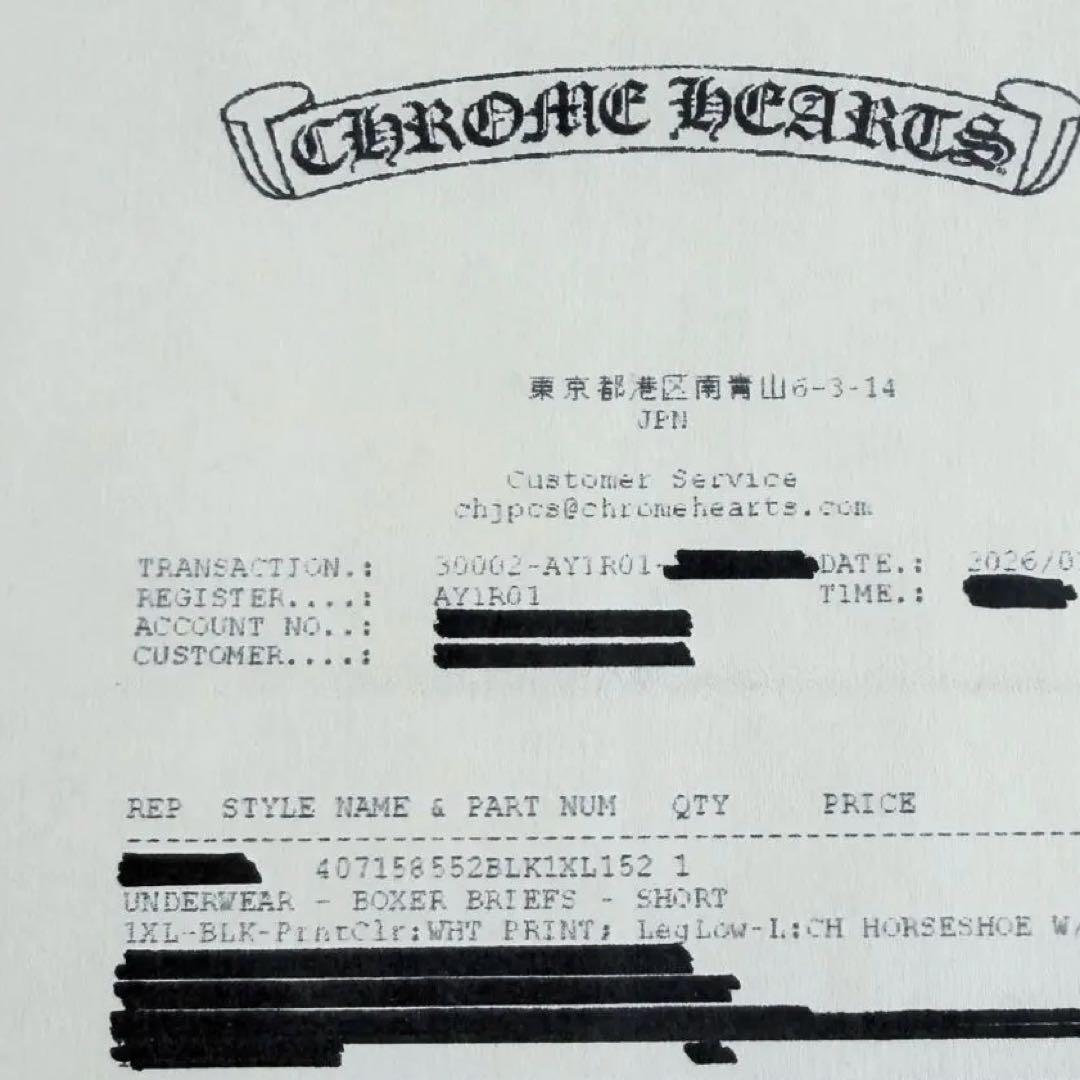 CHROME HEARTS
東京都港区南青山6-3-14
JPN
Customer Service
chjpcs@chromehearts.com
TRANSACTION.: 30002-AY1R01- DATE.: 2026/0
REGISTER....: AY1R01 TIME.:
ACCOUNT NO..:
CUSTOMER....:
REP STYLE NAME & PART NUM QTY PRICE
407158552BLK1XL152 1
UNDERWEAR - BOXER BRIEFS - SHORT
1XL-BLK-PrntClr:WHT PRINT; LegLow-L:CH HORSESHOE W/